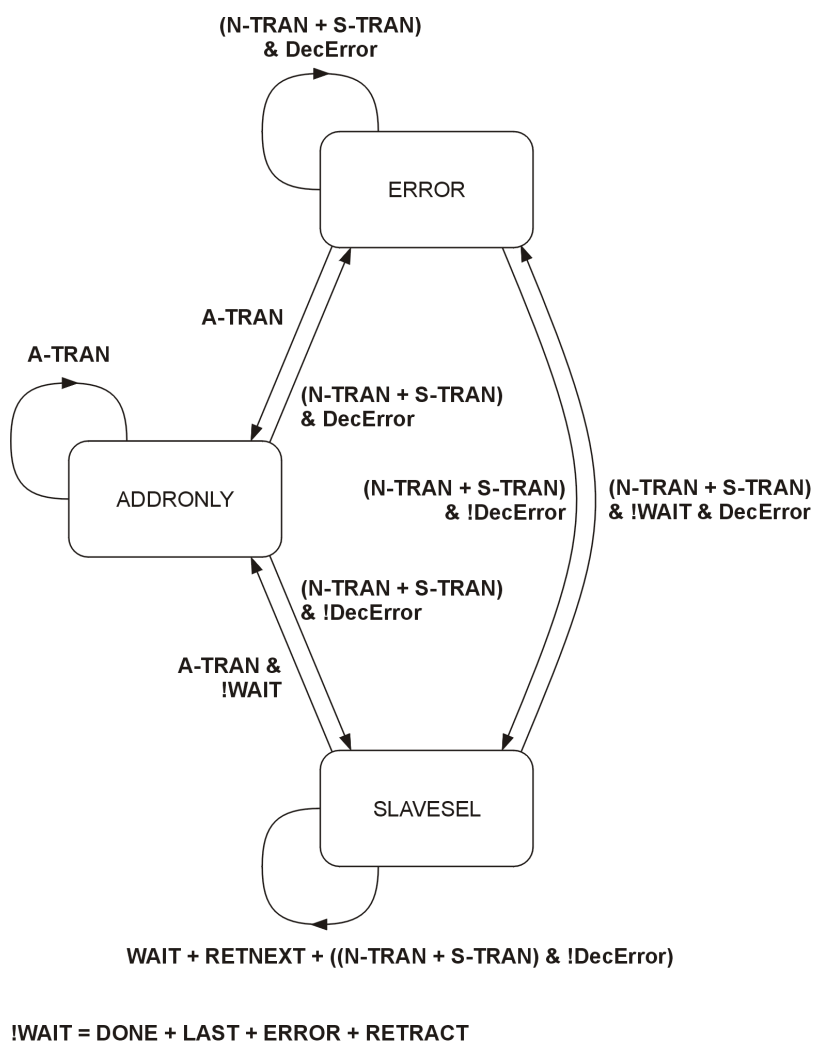 (N-TRAN + S-TRAN)
& DecError
ERROR
A-TRAN
A-TRAN
(N-TRAN + S-TRAN)
& DecError
ADDRONLY
(N-TRAN + S-TRAN)
& !DecError
(N-TRAN + S-TRAN)
& !WAIT & DecError
(N-TRAN + S-TRAN)
& !DecError
A-TRAN &
!WAIT
SLAVESEL
WAIT + RETNEXT + ((N-TRAN + S-TRAN) & !DecError)
!WAIT = DONE + LAST + ERROR + RETRACT